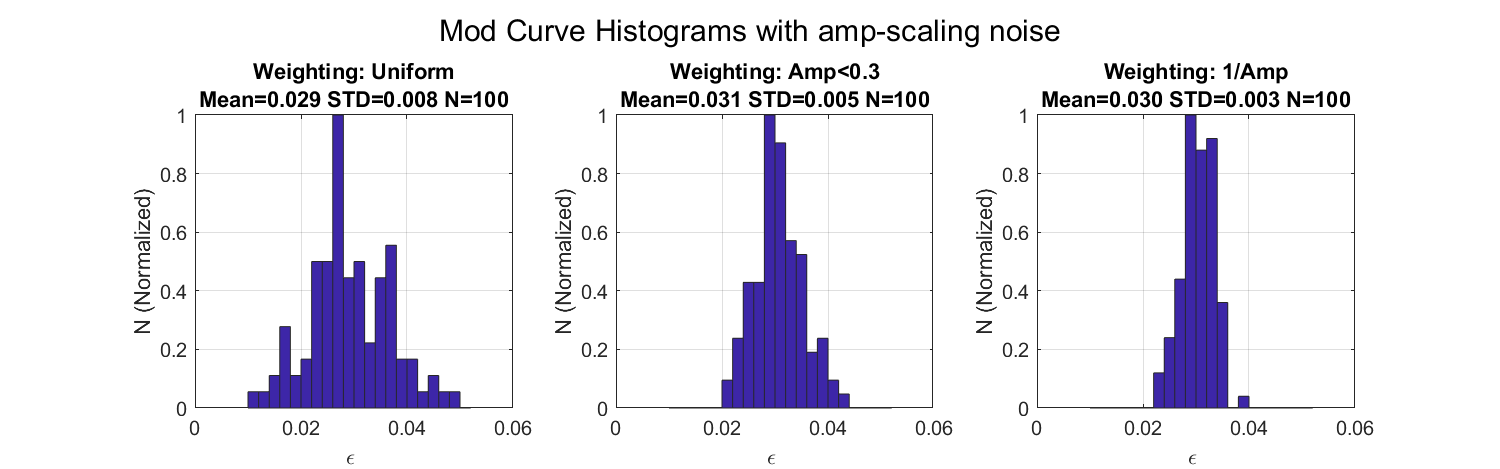 Mod Curve Histograms with amp-scaling noise
Weighting: Uniform
Mean=0.029 STD=0.008 N=100
1
0.8
0.6
0.4
0.2
0
N (Normalized)
0 0.02 0.04 0.06
ϵ
Weighting: Amp<0.3
Mean=0.031 STD=0.005 N=100
1
0.8
0.6
0.4
0.2
0
N (Normalized)
0 0.02 0.04 0.06
ϵ
Weighting: 1/Amp
Mean=0.030 STD=0.003 N=100
1
0.8
0.6
0.4
0.2
0
N (Normalized)
0 0.02 0.04 0.06
ϵ